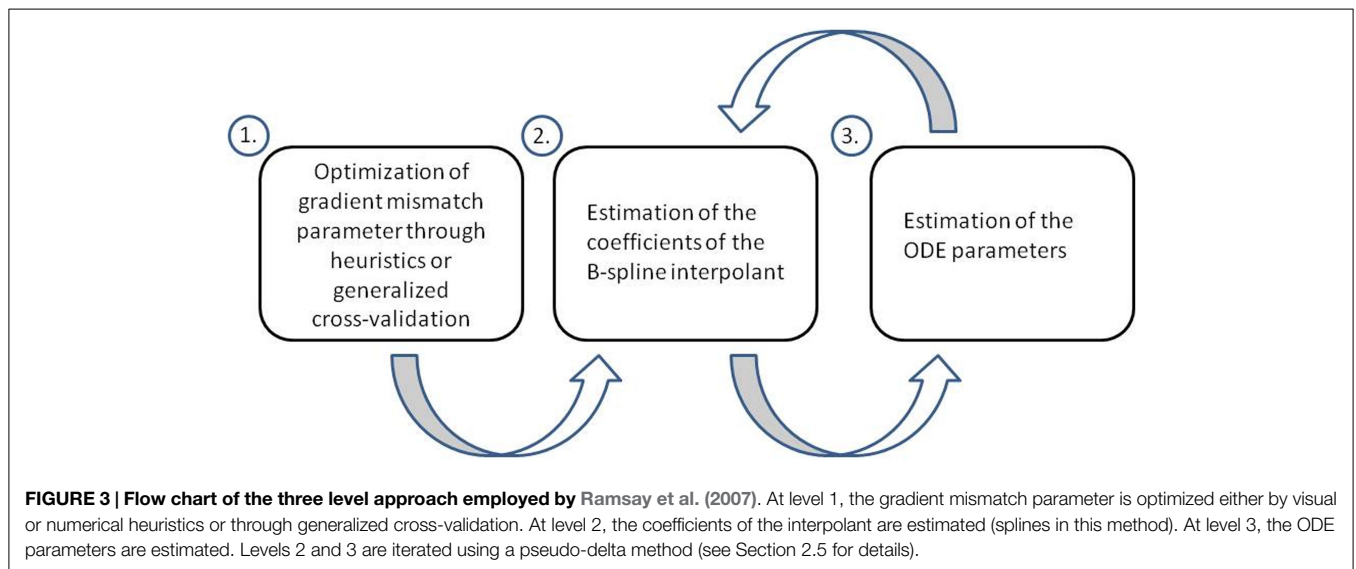 1.
Optimization of
gradient mismatch
parameter through
heuristics or
generalized
cross-validation
2.
Estimation of the
coefficients of the
B-spline interpolant
3.
Estimation of the
ODE parameters
FIGURE 3 | Flow chart of the three level approach employed by Ramsay et al. (2007). At level 1, the gradient mismatch parameter is optimized either by visual
or numerical heuristics or through generalized cross-validation. At level 2, the coefficients of the interpolant are estimated (splines in this method). At level 3, the ODE
parameters are estimated. Levels 2 and 3 are iterated using a pseudo-delta method (see Section 2.5 for details).